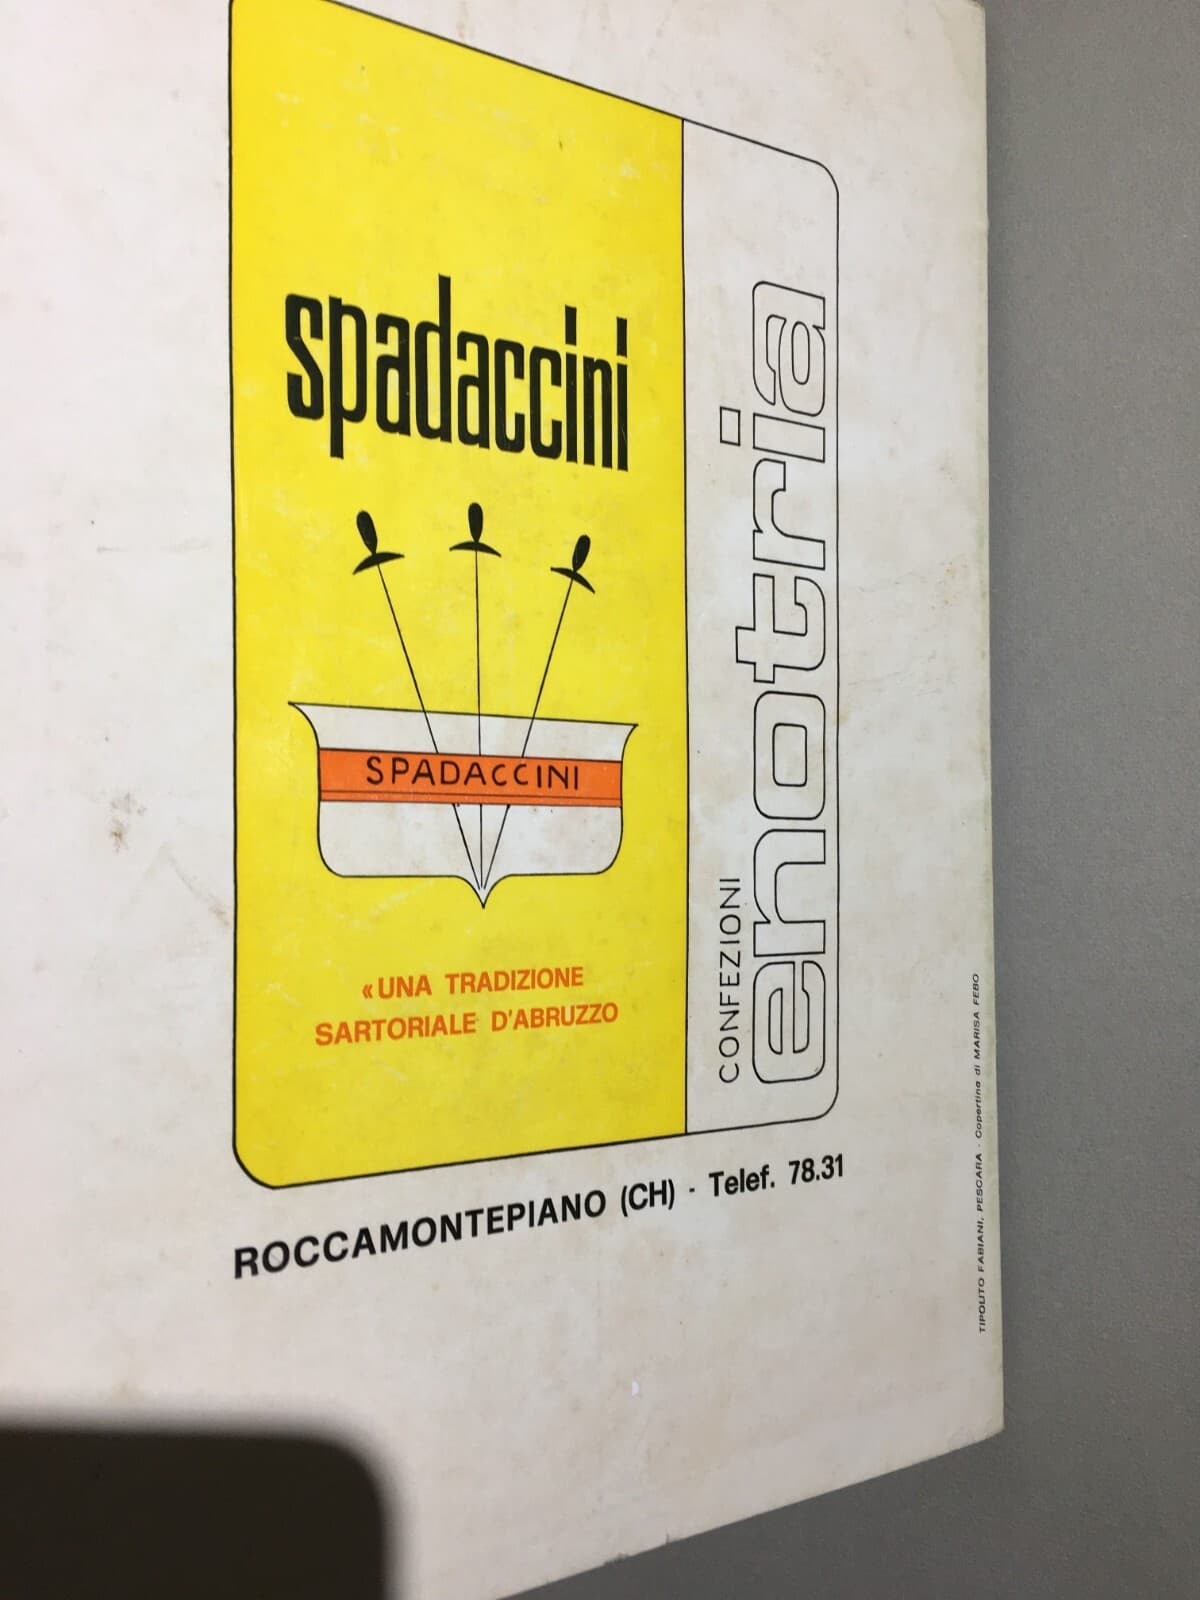 spadaccini
SPADACCINI
«UNA TRADIZIONE
SARTORIALE D'ABRUZZO
CONFEZIONI
enotria
ROCCAMONTEPIANO (CH) - Telef. 78.31
TIPOLITO FABIANI, PESCARA - Copertina di MARISA FEBO